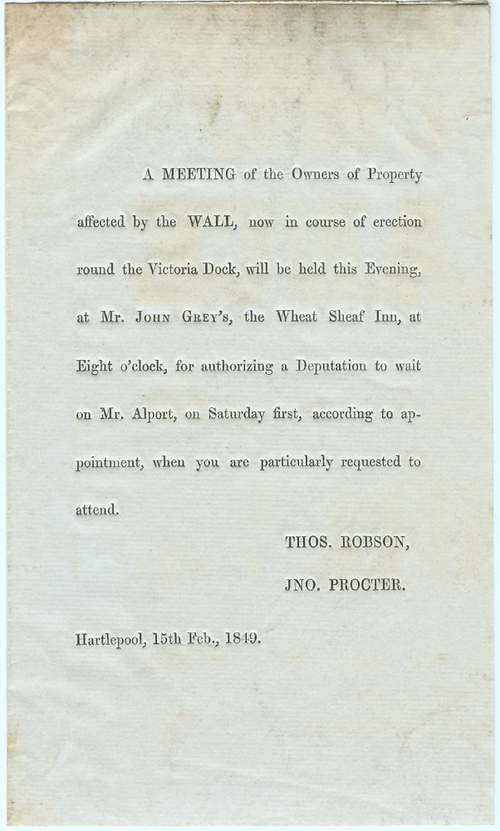 A MEETING of the Owners of Property
affected by the WALL, now in course of erection
round the Victoria Dock, will be held this Evening,
at Mr. JOHN GREY'S, the Wheat Sheaf Inn, at
Eight o'clock, for authorizing a Deputation to wait
on Mr. Alport, on Saturday first, according to ap-
pointment, when you are particularly requested to
attend.
THOS. ROBSON,
JNO. PROCTER.
Hartlepool, 15th Feb., 1849.